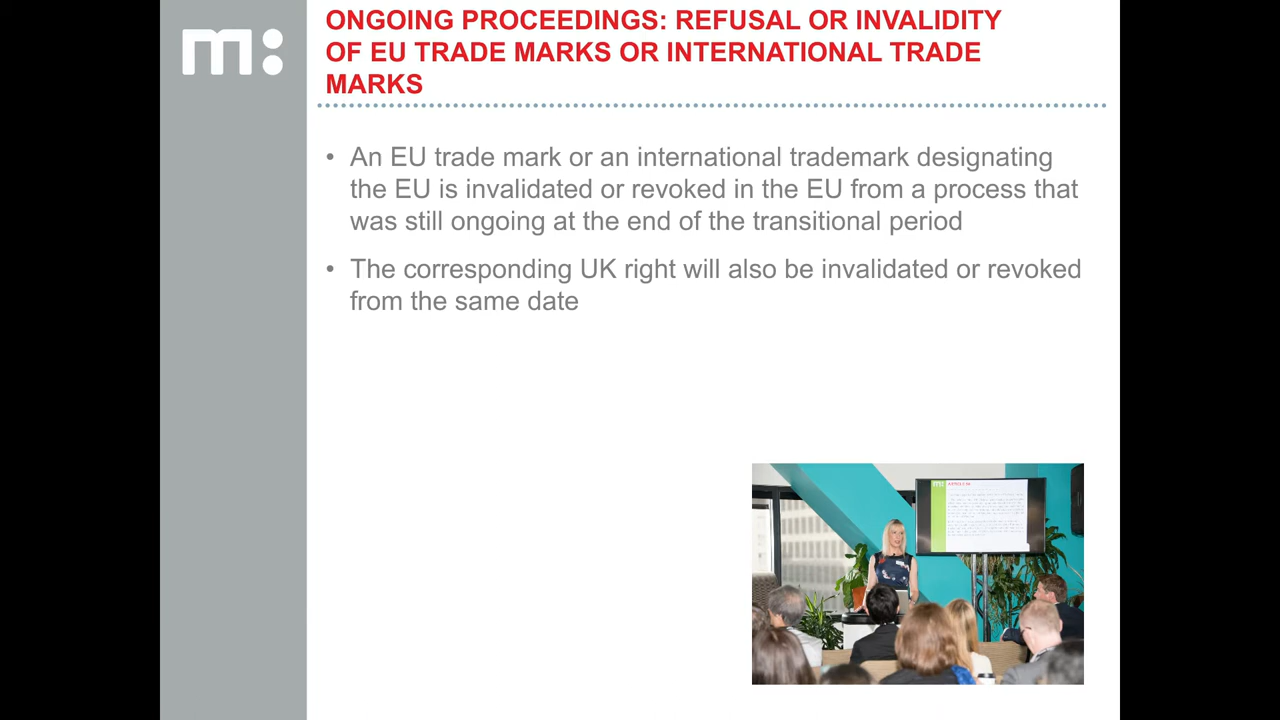 m:
ONGOING PROCEEDINGS: REFUSAL OR INVALIDITY
OF EU TRADE MARKS OR INTERNATIONAL TRADE
MARKS
• An EU trade mark or an international trademark designating
the EU is invalidated or revoked in the EU from a process that
was still ongoing at the end of the transitional period
• The corresponding UK right will also be invalidated or revoked
from the same date
m: